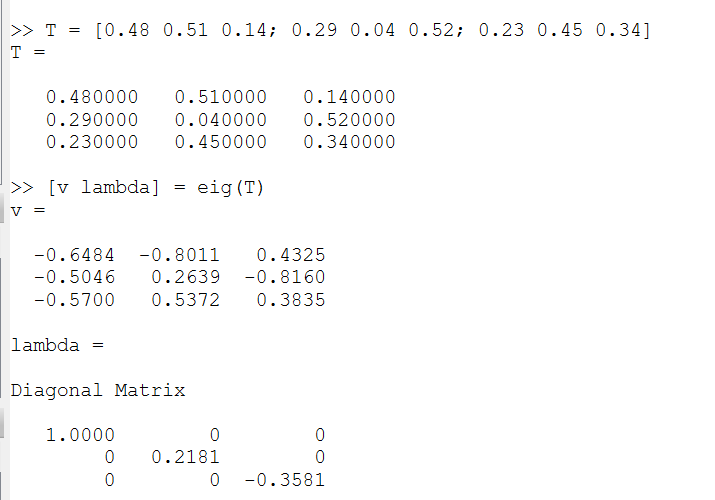 >> T = [0.48 0.51 0.14; 0.29 0.04 0.52; 0.23 0.45 0.34]
T =
0.480000 0.510000 0.140000
0.290000 0.040000 0.520000
0.230000 0.450000 0.340000
>> [v lambda] = eig(T)
v =
-0.6484 -0.8011 0.4325
-0.5046 0.2639 -0.8160
-0.5700 0.5372 0.3835
lambda =
Diagonal Matrix
1.0000 0 0
0 0.2181 0
0 0 -0.3581